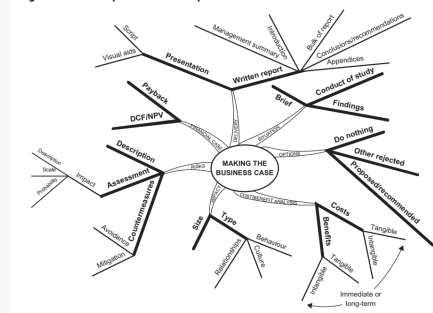 Script
Visual aids
Presentation
Management summary
Introduction
Bulk of report
Conclusions/recommendations
Appendices
Written report
Conduct of study
Brief
Findings
Payback
DCF/NPV
FINANCIAL CASE
DELIVERY
SITUATION
Do nothing
Other rejected
Proposed/recommended
OPTIONS
MAKING THE
BUSINESS CASE
RISKS
Description
Assessment
Countermeasures
Impact
Description
Scale
Probability
Avoidance
Mitigation
IMPACT
Size
Type
Relationships
Culture
Behaviour
COST/BENEFIT ANALYSIS
Costs
Benefits
Tangible
Intangible
Tangible
Intangible
Immediate or
long-term